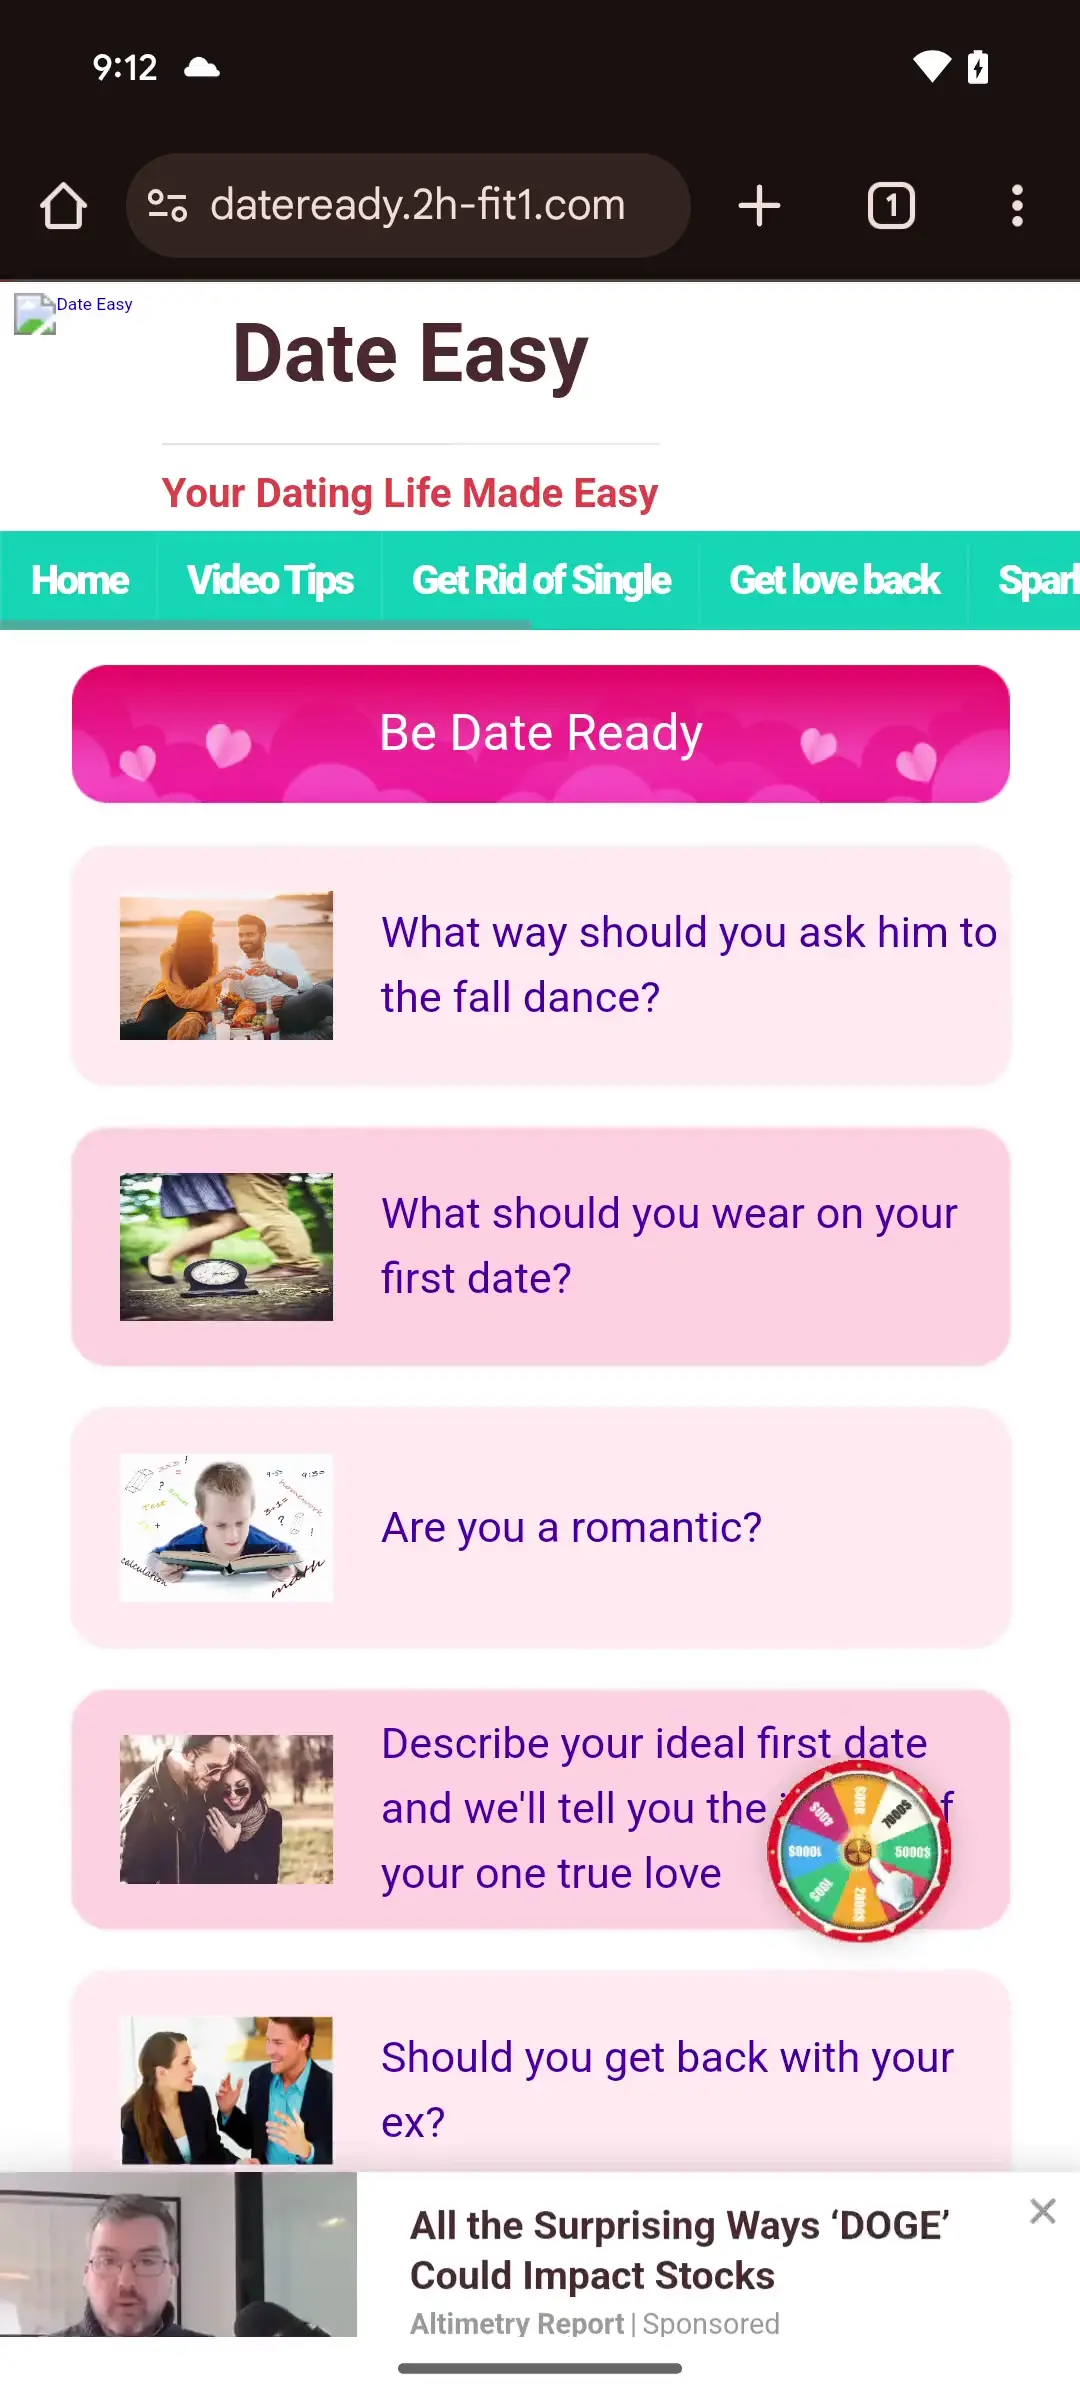 9:12
dateready.2h-fit1.com
1
Date Easy
Date Easy
Your Dating Life Made Easy
Home
Video Tips
Get Rid of Single
Get love back
Spark
Be Date Ready
What way should you ask him to
the fall dance?
What should you wear on your
first date?
Are you a romantic?
Describe your ideal first date
and we'll tell you the
your one true love
7000$
5000$
Should you get back with your
ex?
All the Surprising Ways ‘DOGE’
Could Impact Stocks
Altimetry Report | Sponsored